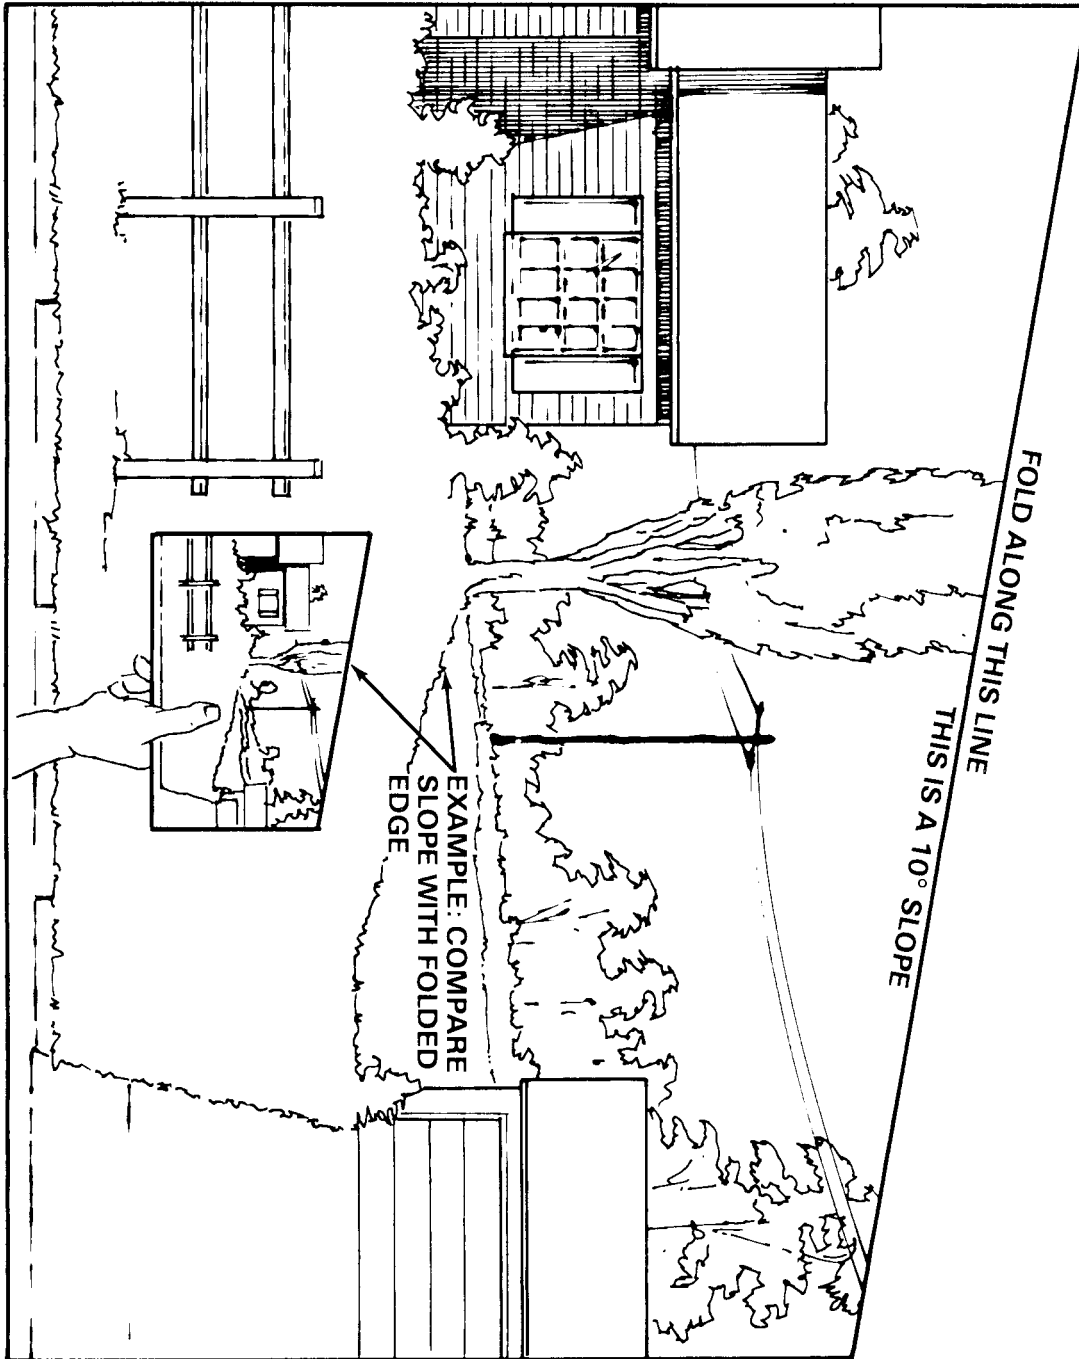 FOLD ALONG THIS LINE
THIS IS A 10° SLOPE
EXAMPLE: COMPARE
SLOPE WITH FOLDED
EDGE